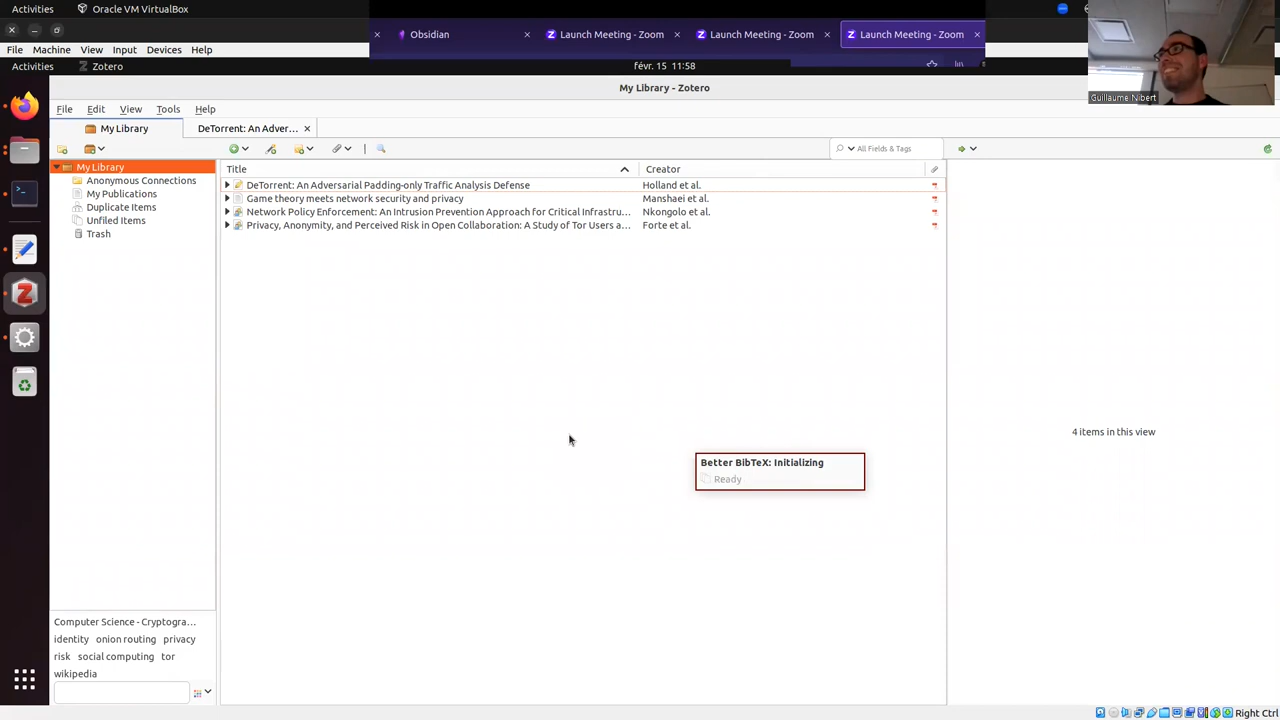 Activities Oracle VM VirtualBox
Obsidian Launch Meeting - Zoom Launch Meeting - Zoom Launch Meeting - Zoom
File Machine View Input Devices Help
Activities Zotero févr. 15 11:58
My Library - Zotero
Guillaume Nibert
File Edit View Tools Help
My Library DeTorrent: An Adver...
All Fields & Tags
My Library
Anonymous Connections
My Publications
Duplicate Items
Unfiled Items
Trash
Title Creator
DeTorrent: An Adversarial Padding-only Traffic Analysis Defense Holland et al.
Game theory meets network security and privacy Manshaei et al.
Network Policy Enforcement: An Intrusion Prevention Approach for Critical Infrastru... Nkongolo et al.
Privacy, Anonymity, and Perceived Risk in Open Collaboration: A Study of Tor Users a... Forte et al.
4 items in this view
Better BibTeX: Initializing
Ready
Computer Science - Cryptogra...
identity onion routing privacy
risk social computing tor
wikipedia
Right Ctrl